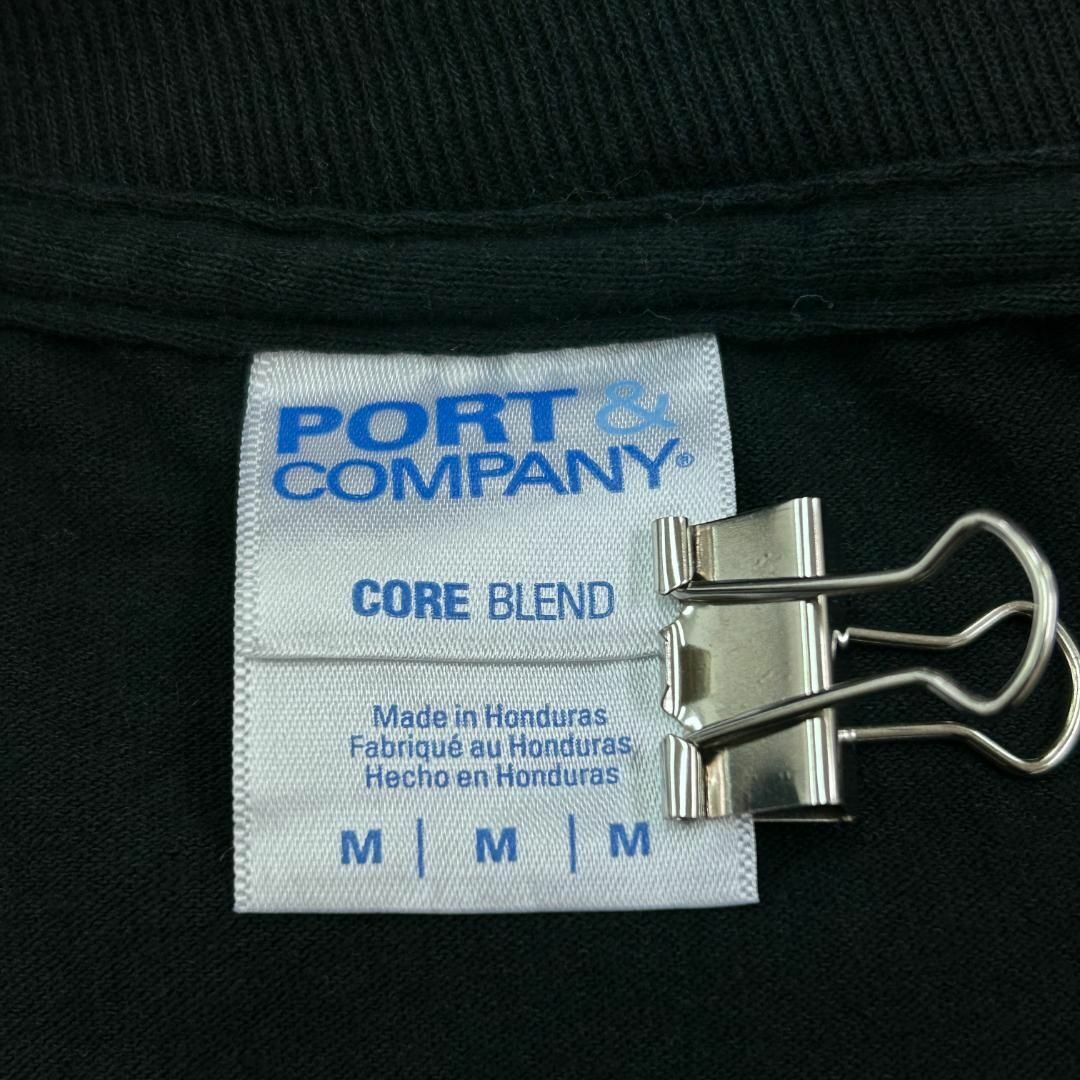 PORT &
COMPANY®
CORE BLEND
Made in Honduras
Fabriqué au Honduras
Hecho en Honduras
M | M | M